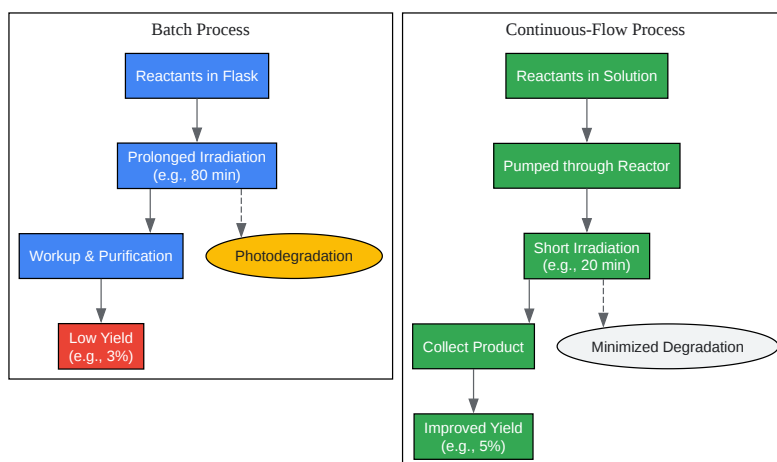 Batch Process
Reactants in Flask
Prolonged Irradiation
(e.g., 80 min)
Workup & Purification
Photodegradation
Low Yield
(e.g., 3%)
Continuous-Flow Process
Reactants in Solution
Pumped through Reactor
Short Irradiation
(e.g., 20 min)
Collect Product
Minimized Degradation
Improved Yield
(e.g., 5%)